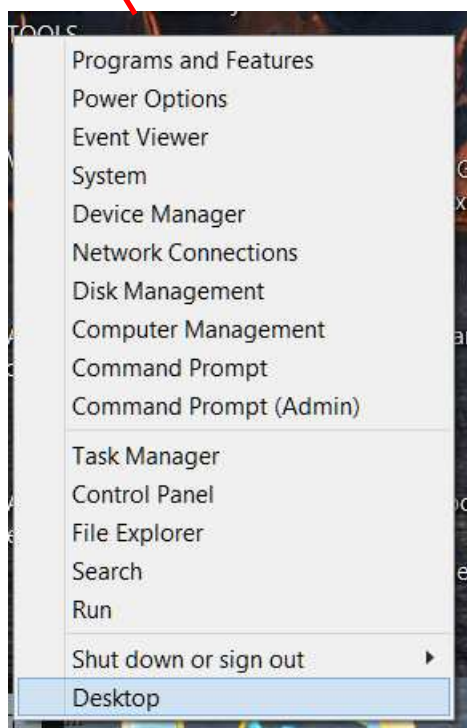 TOOLS
Programs and Features
Power Options
Event Viewer
System
Device Manager
Network Connections
Disk Management
Computer Management
Command Prompt
Command Prompt (Admin)
Task Manager
Control Panel
File Explorer
Search
Run
Shut down or sign out
Desktop